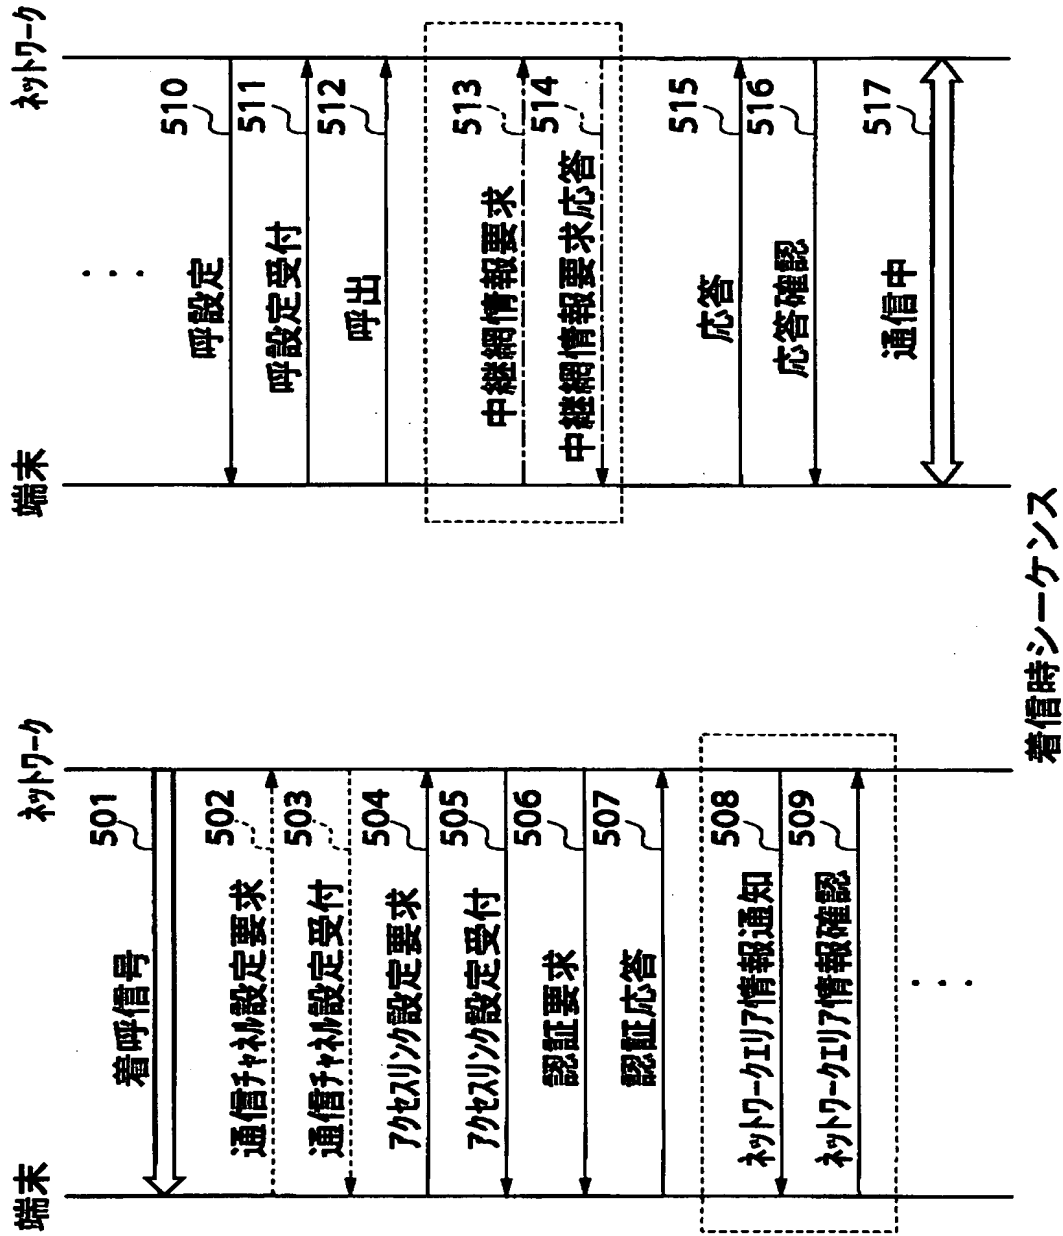 端末
ネットワーク
着呼信号
501
通信チャネル設定要求
502
通信チャネル設定受付
503
アクセスリンク設定要求
504
アクセスリンク設定受付
505
認証要求
506
認証応答
507
ネットワークエリア情報通知
508
ネットワークエリア情報確認
509
端末
ネットワーク
呼設定
510
呼設定受付
511
呼出
512
中継網情報要求
513
中継網情報要求応答
514
応答
515
応答確認
516
通信中
517
着信時シーケンス